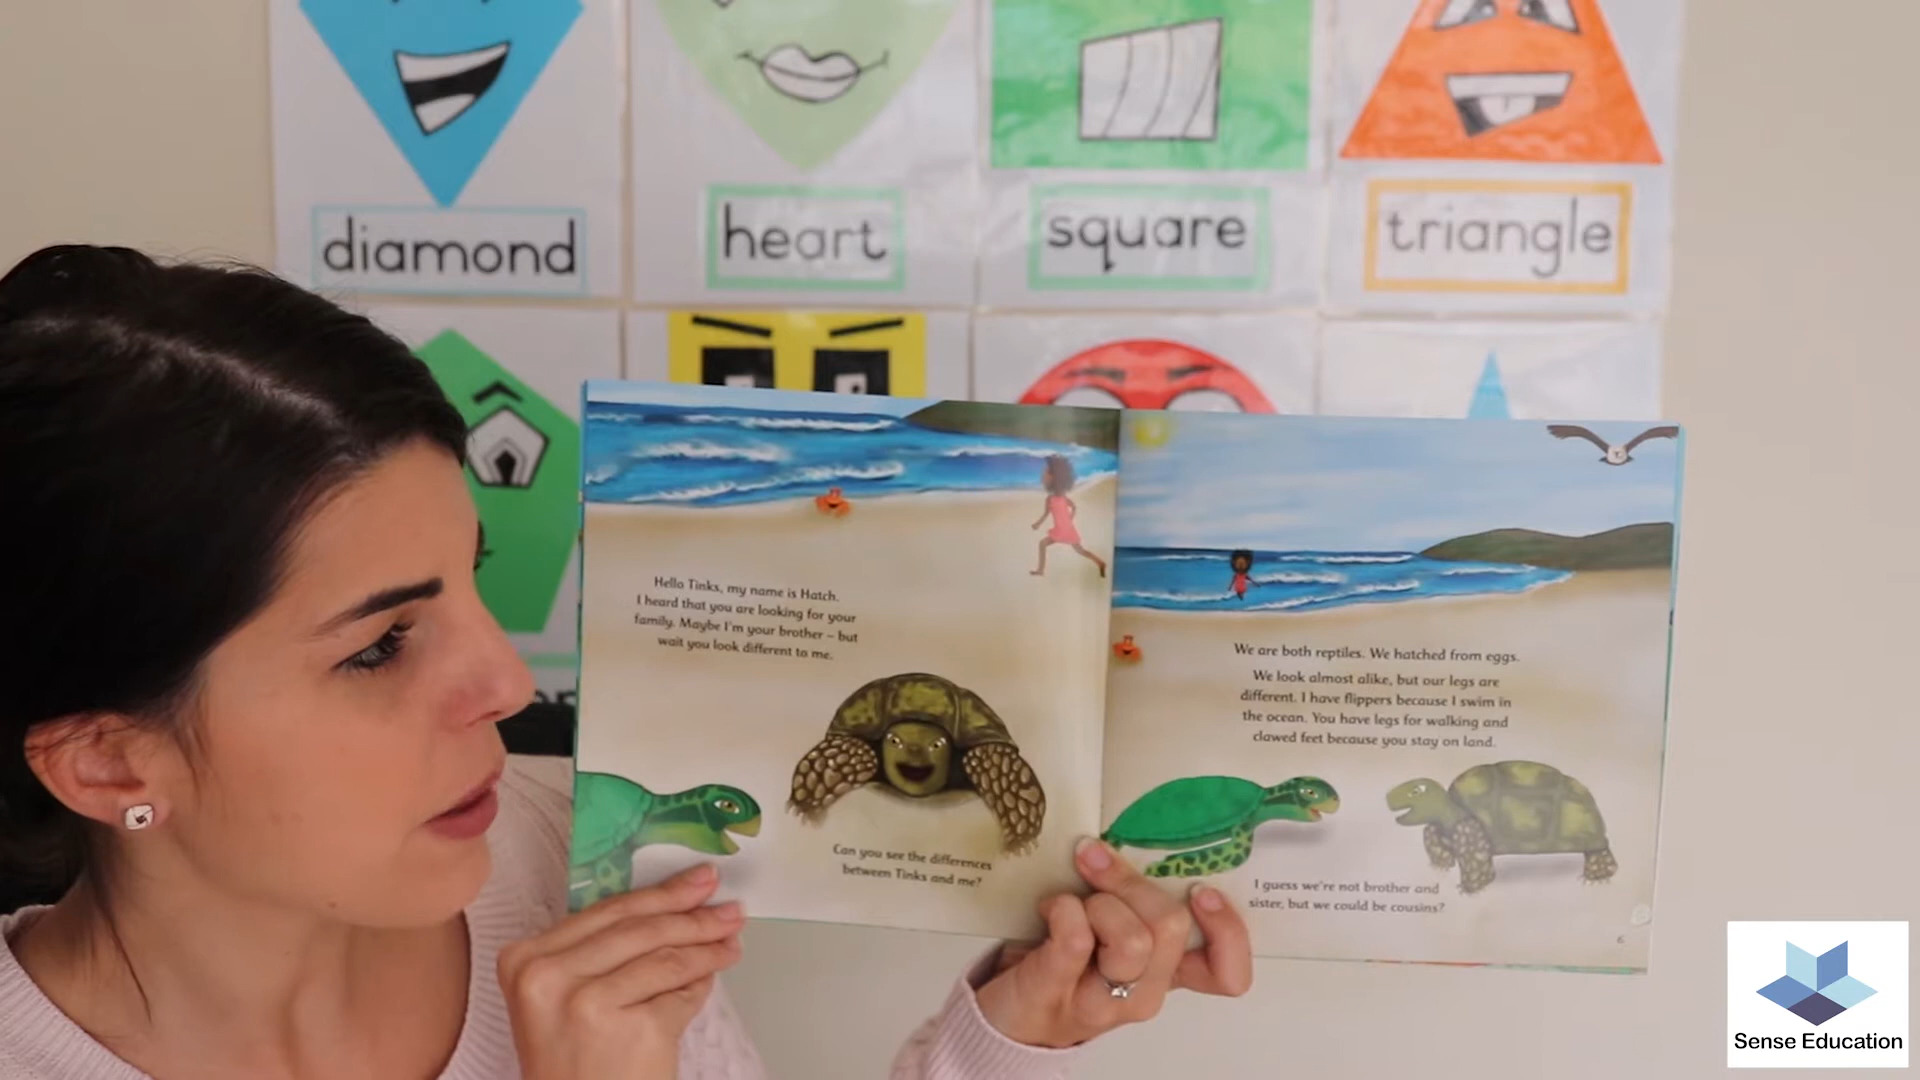 diamond
heart
square
triangle
Hello Tinks, my name is Hatch.
I heard that you are looking for your
family. Maybe I'm your brother – but
wait you look different to me.
Can you see the differences
between Tinks and me?
We are both reptiles. We hatched from eggs.
We look almost alike, but our legs are
different. I have flippers because I swim in
the ocean. You have legs for walking and
clawed feet because you stay on land.
I guess we're not brother and
sister, but we could be cousins?
6
Sense Education